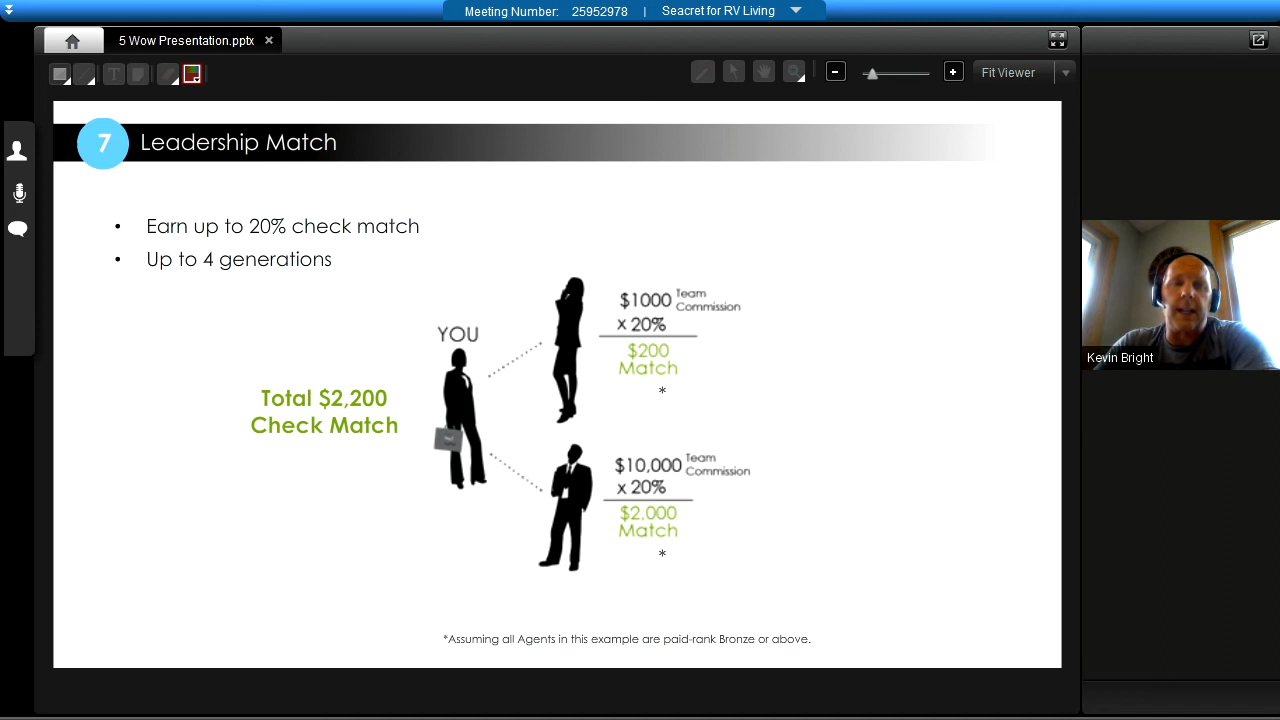 Meeting Number: 25952978 | Seacret for RV Living
5 Wow Presentation.pptx
T
Fit Viewer
7 Leadership Match
• Earn up to 20% check match
• Up to 4 generations
YOU
Total $2,200
Check Match
$1000 Team Commission
x 20%
$200
Match
*
$10,000 Team Commission
x 20%
$2,000
Match
*
*Assuming all Agents in this example are paid-rank Bronze or above.
Kevin Bright